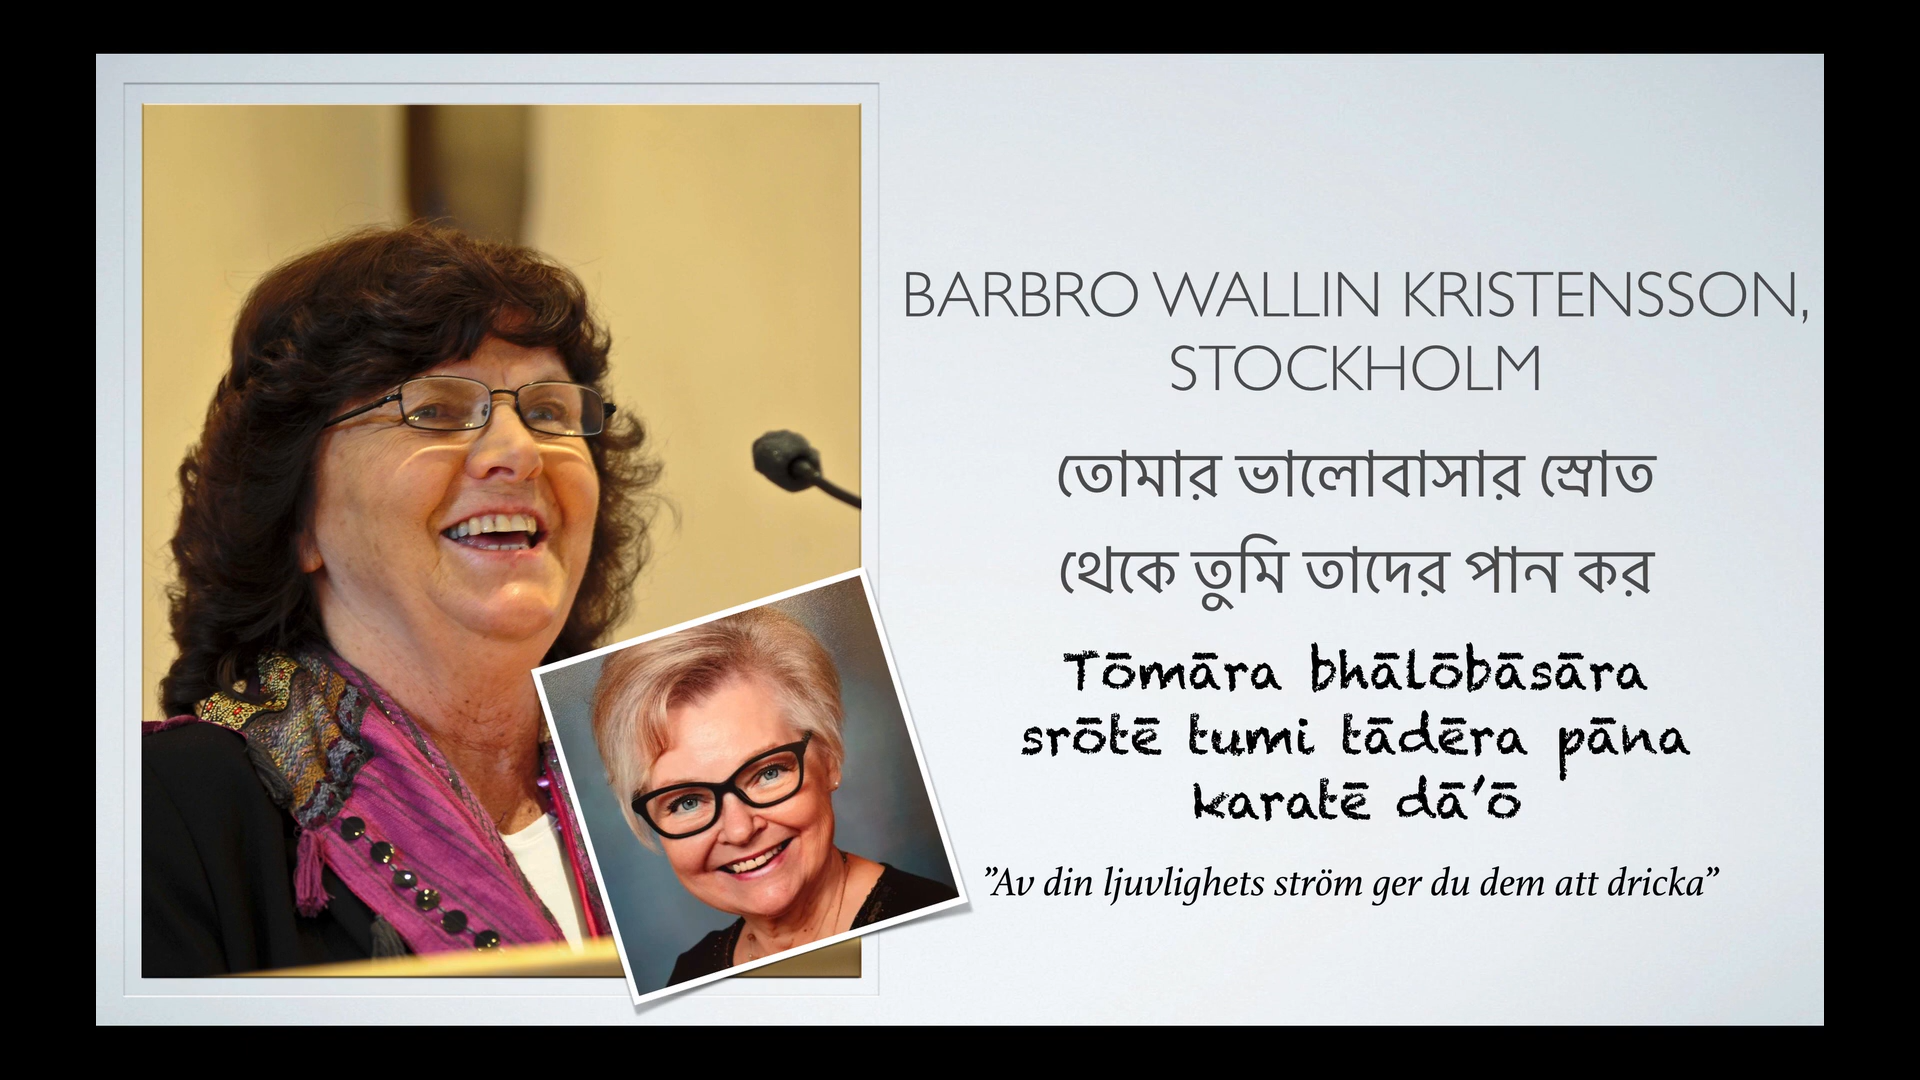 BARBRO WALLIN KRISTENSSON,
STOCKHOLM
তোমার ভালোবাসার স্রোত
থেকে তুমি তাদের পান কর
Tōmāra bhālōbāsāra
srōtē tumi tādēra pāna
karatē dā’ō
”Av din ljuvlighets ström ger du dem att dricka”